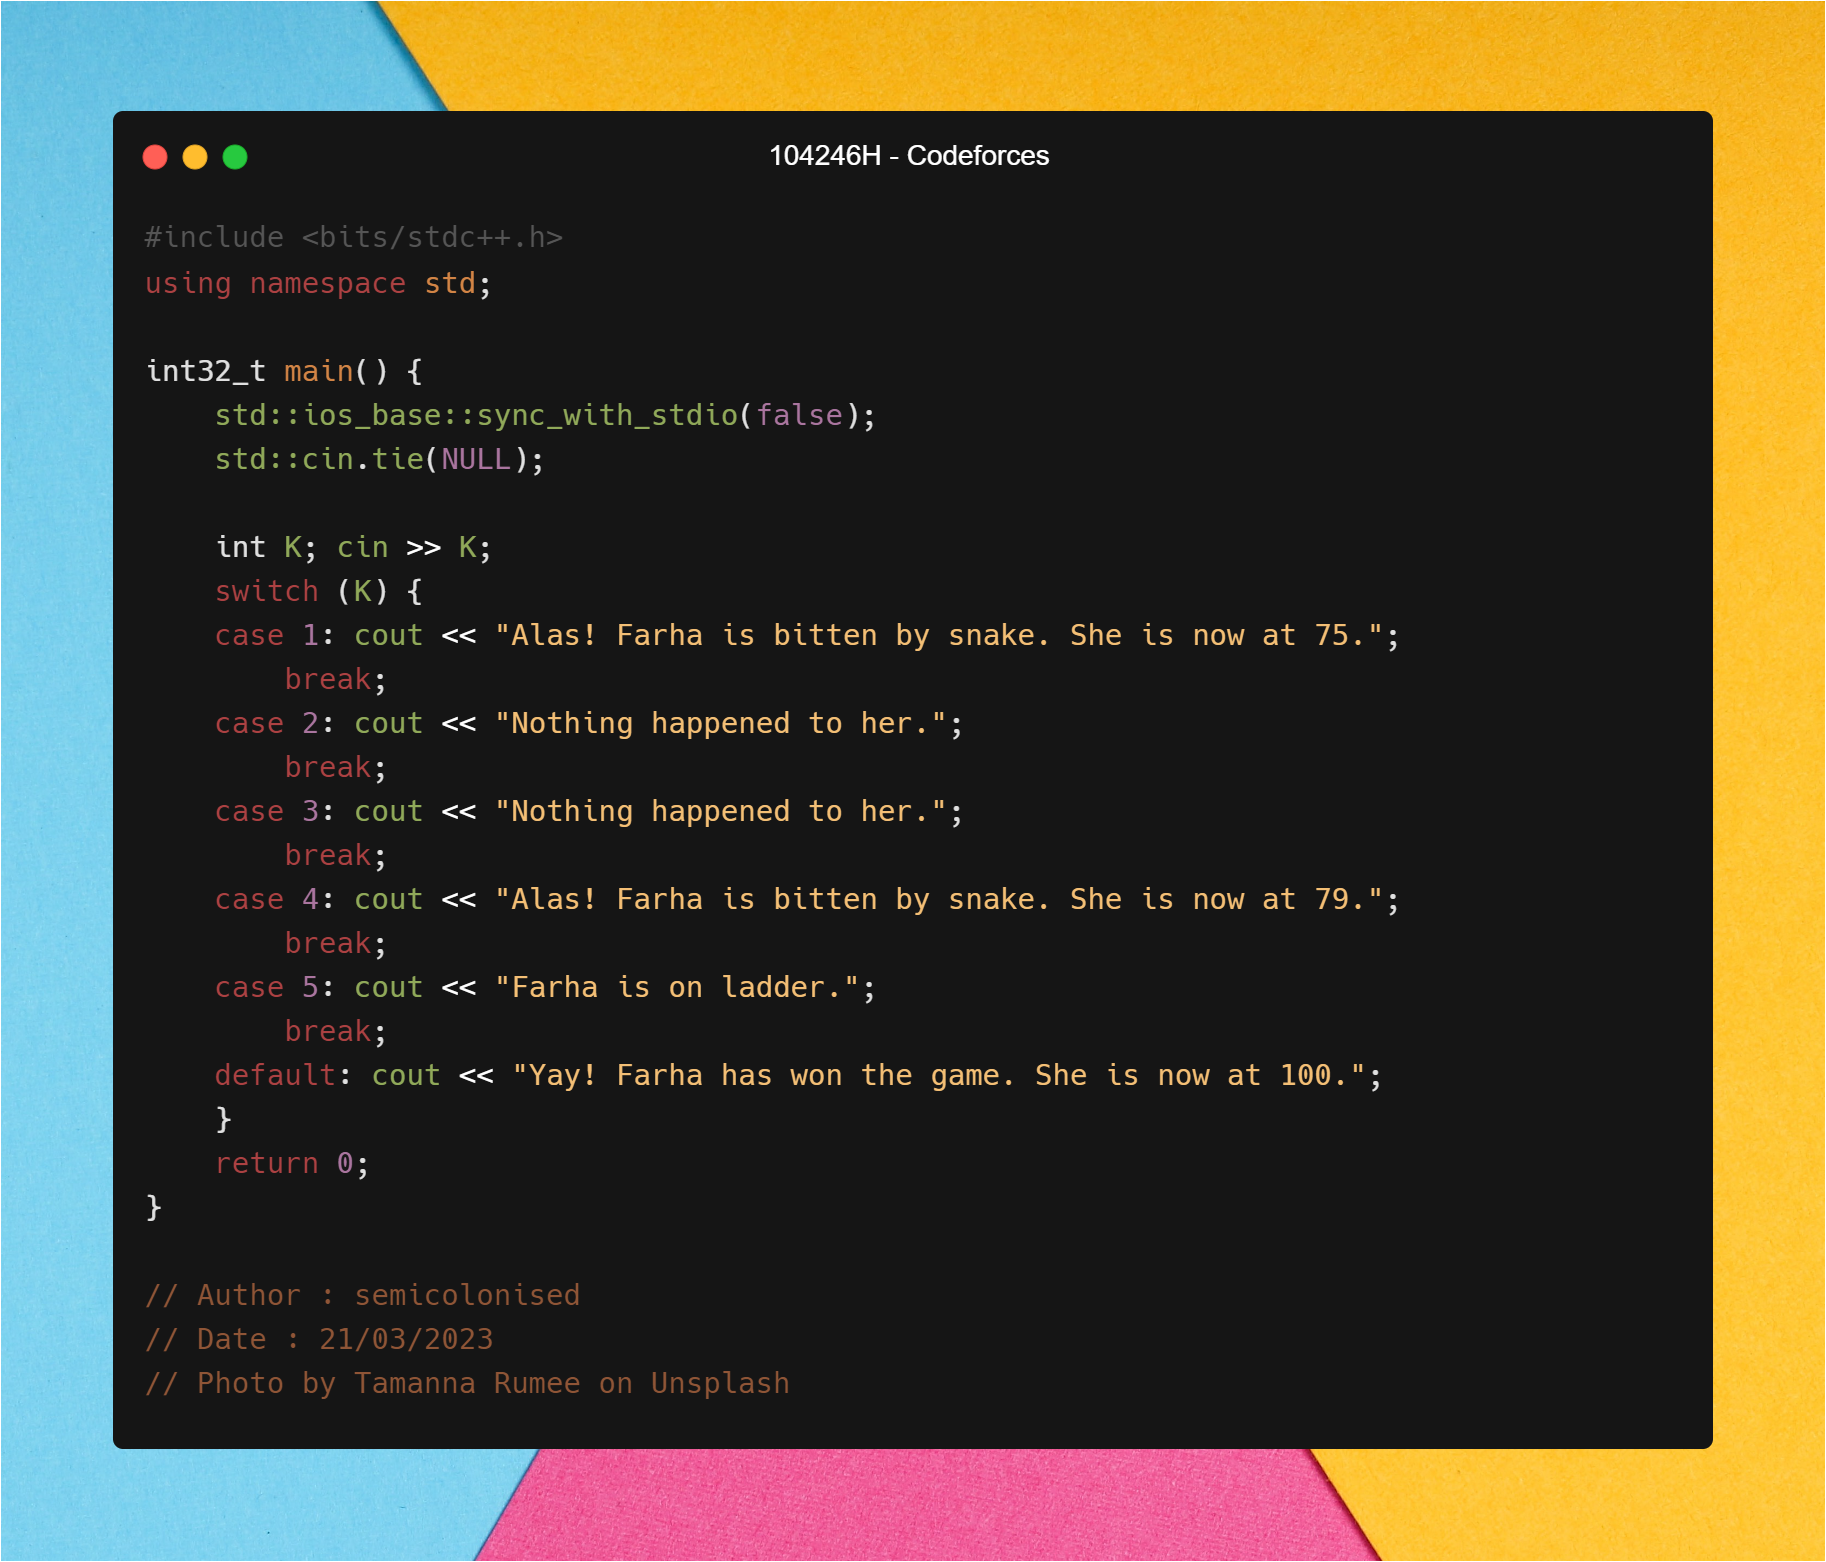 104246H - Codeforces
#include <bits/stdc++.h>
using namespace std;
int32_t main() {
    std::ios_base::sync_with_stdio(false);
    std::cin.tie(NULL);
    int K; cin >> K;
    switch (K) {
    case 1: cout << "Alas! Farha is bitten by snake. She is now at 75.";
        break;
    case 2: cout << "Nothing happened to her.";
        break;
    case 3: cout << "Nothing happened to her.";
        break;
    case 4: cout << "Alas! Farha is bitten by snake. She is now at 79.";
        break;
    case 5: cout << "Farha is on ladder.";
        break;
    default: cout << "Yay! Farha has won the game. She is now at 100.";
    }
    return 0;
}
// Author : semicolonised
// Date : 21/03/2023
// Photo by Tamanna Rumee on Unsplash